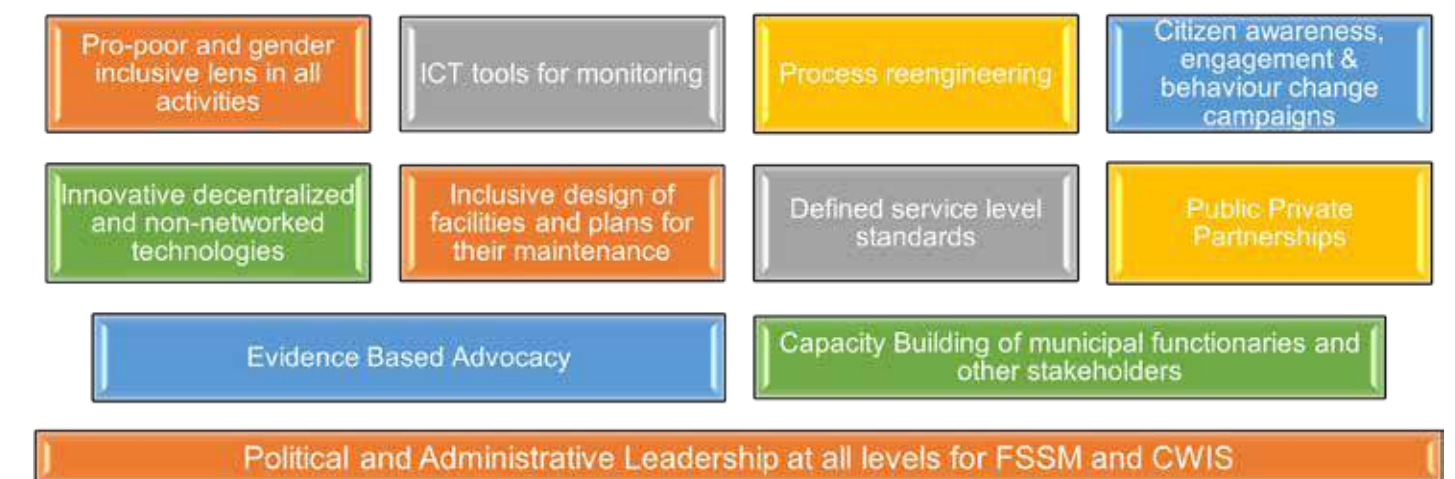 Pro-poor and gender
inclusive lens in all
activities
ICT tools for monitoring
Process reengineering
Citizen awareness,
engagement &
behaviour change
campaigns
Innovative decentralized
and non-networked
technologies
Inclusive design of
facilities and plans for
their maintenance
Defined service level
standards
Public Private
Partnerships
Evidence Based Advocacy
Capacity Building of municipal functionaries and
other stakeholders
Political and Administrative Leadership at all levels for FSSM and CWIS